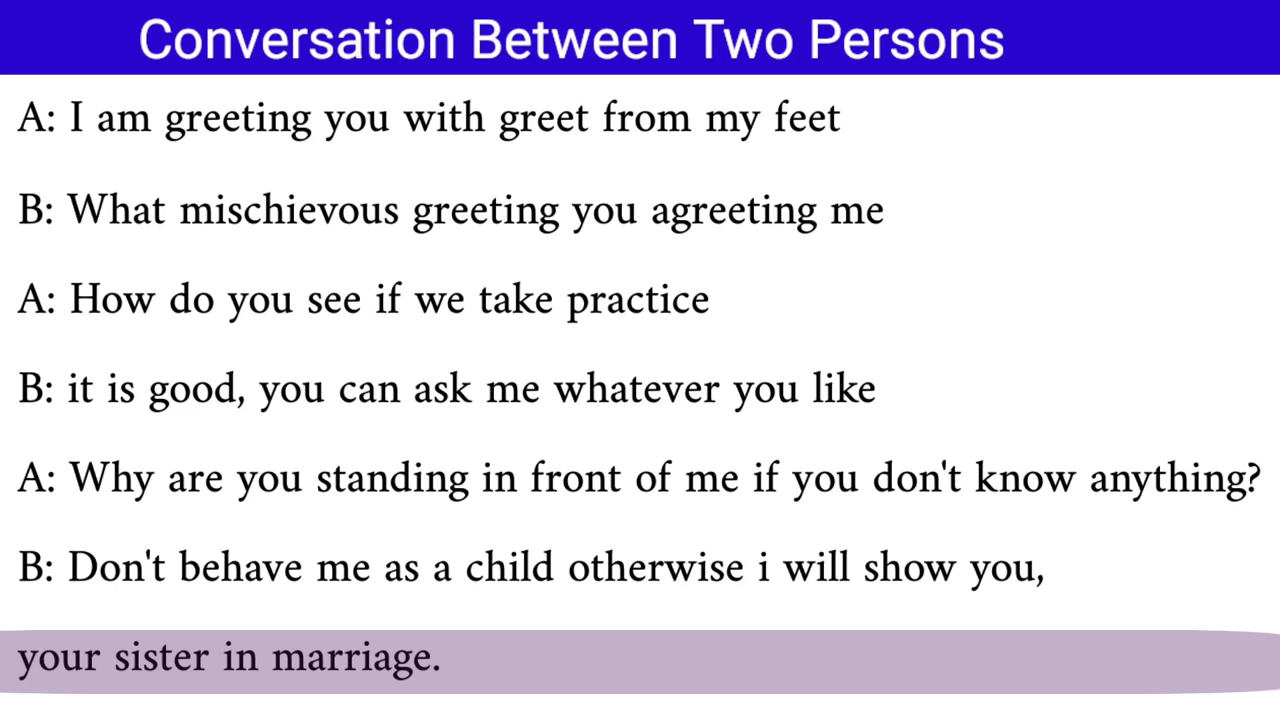 Conversation Between Two Persons
A: I am greeting you with greet from my feet
B: What mischievous greeting you agreeting me
A: How do you see if we take practice
B: it is good, you can ask me whatever you like
A: Why are you standing in front of me if you don't know anything?
B: Don't behave me as a child otherwise i will show you,
your sister in marriage.